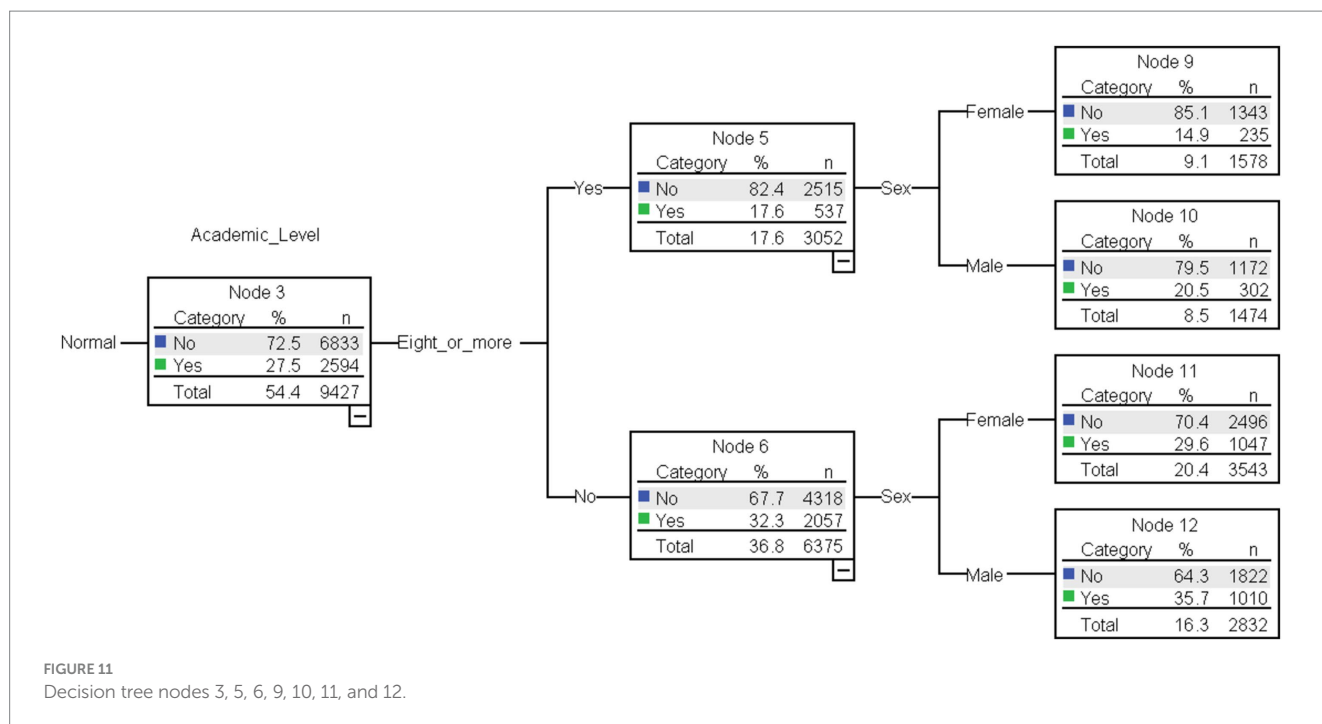 Academic_Level
Normal
Node 3
Category % n
No 72.5 6833
Yes 27.5 2594
Total 54.4 9427
Eight_or_more
Yes
Node 5
Category % n
No 82.4 2515
Yes 17.6 537
Total 17.6 3052
Sex
Female
Node 9
Category % n
No 85.1 1343
Yes 14.9 235
Total 9.1 1578
Male
Node 10
Category % n
No 79.5 1172
Yes 20.5 302
Total 8.5 1474
No
Node 6
Category % n
No 67.7 4318
Yes 32.3 2057
Total 36.8 6375
Sex
Female
Node 11
Category % n
No 70.4 2496
Yes 29.6 1047
Total 20.4 3543
Male
Node 12
Category % n
No 64.3 1822
Yes 35.7 1010
Total 16.3 2832
FIGURE 11
Decision tree nodes 3, 5, 6, 9, 10, 11, and 12.